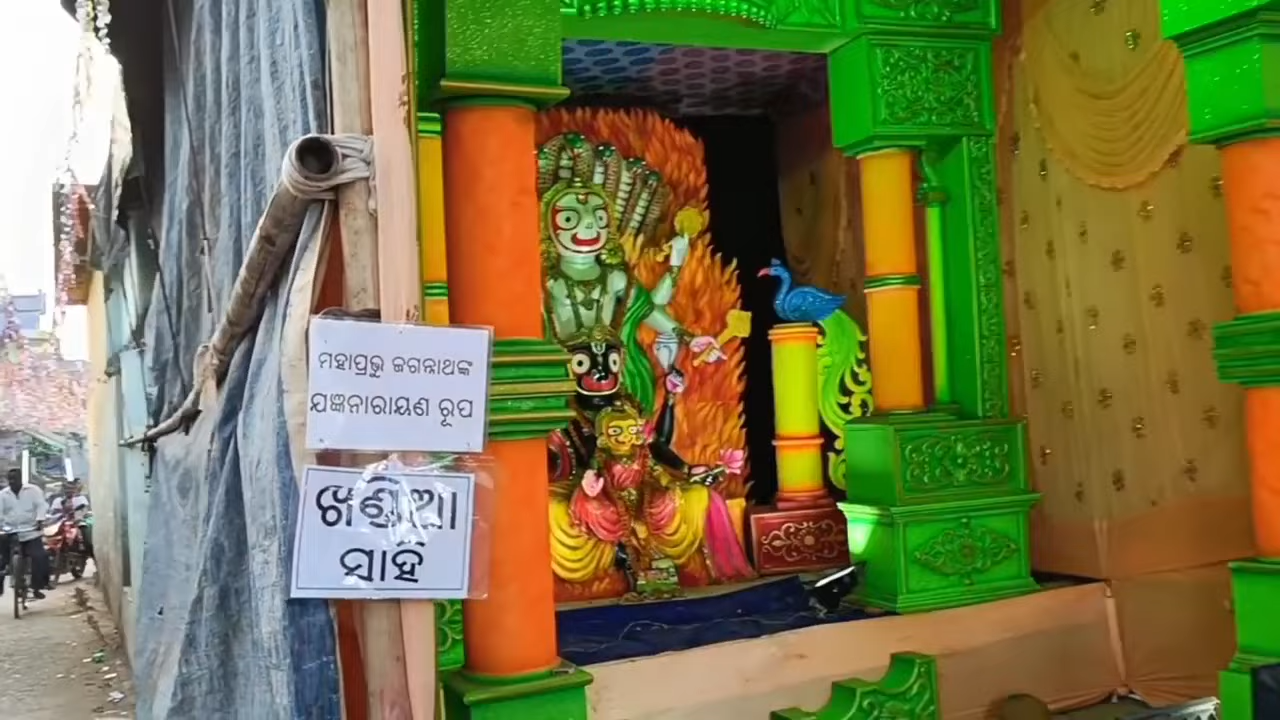 ମହାପ୍ରଭୁ ଜଗନ୍ନାଥଙ୍କ
ଯଜ୍ଞନାରାୟଣ ରୂପ
ଖଣ୍ଡିଆ
ସାହି